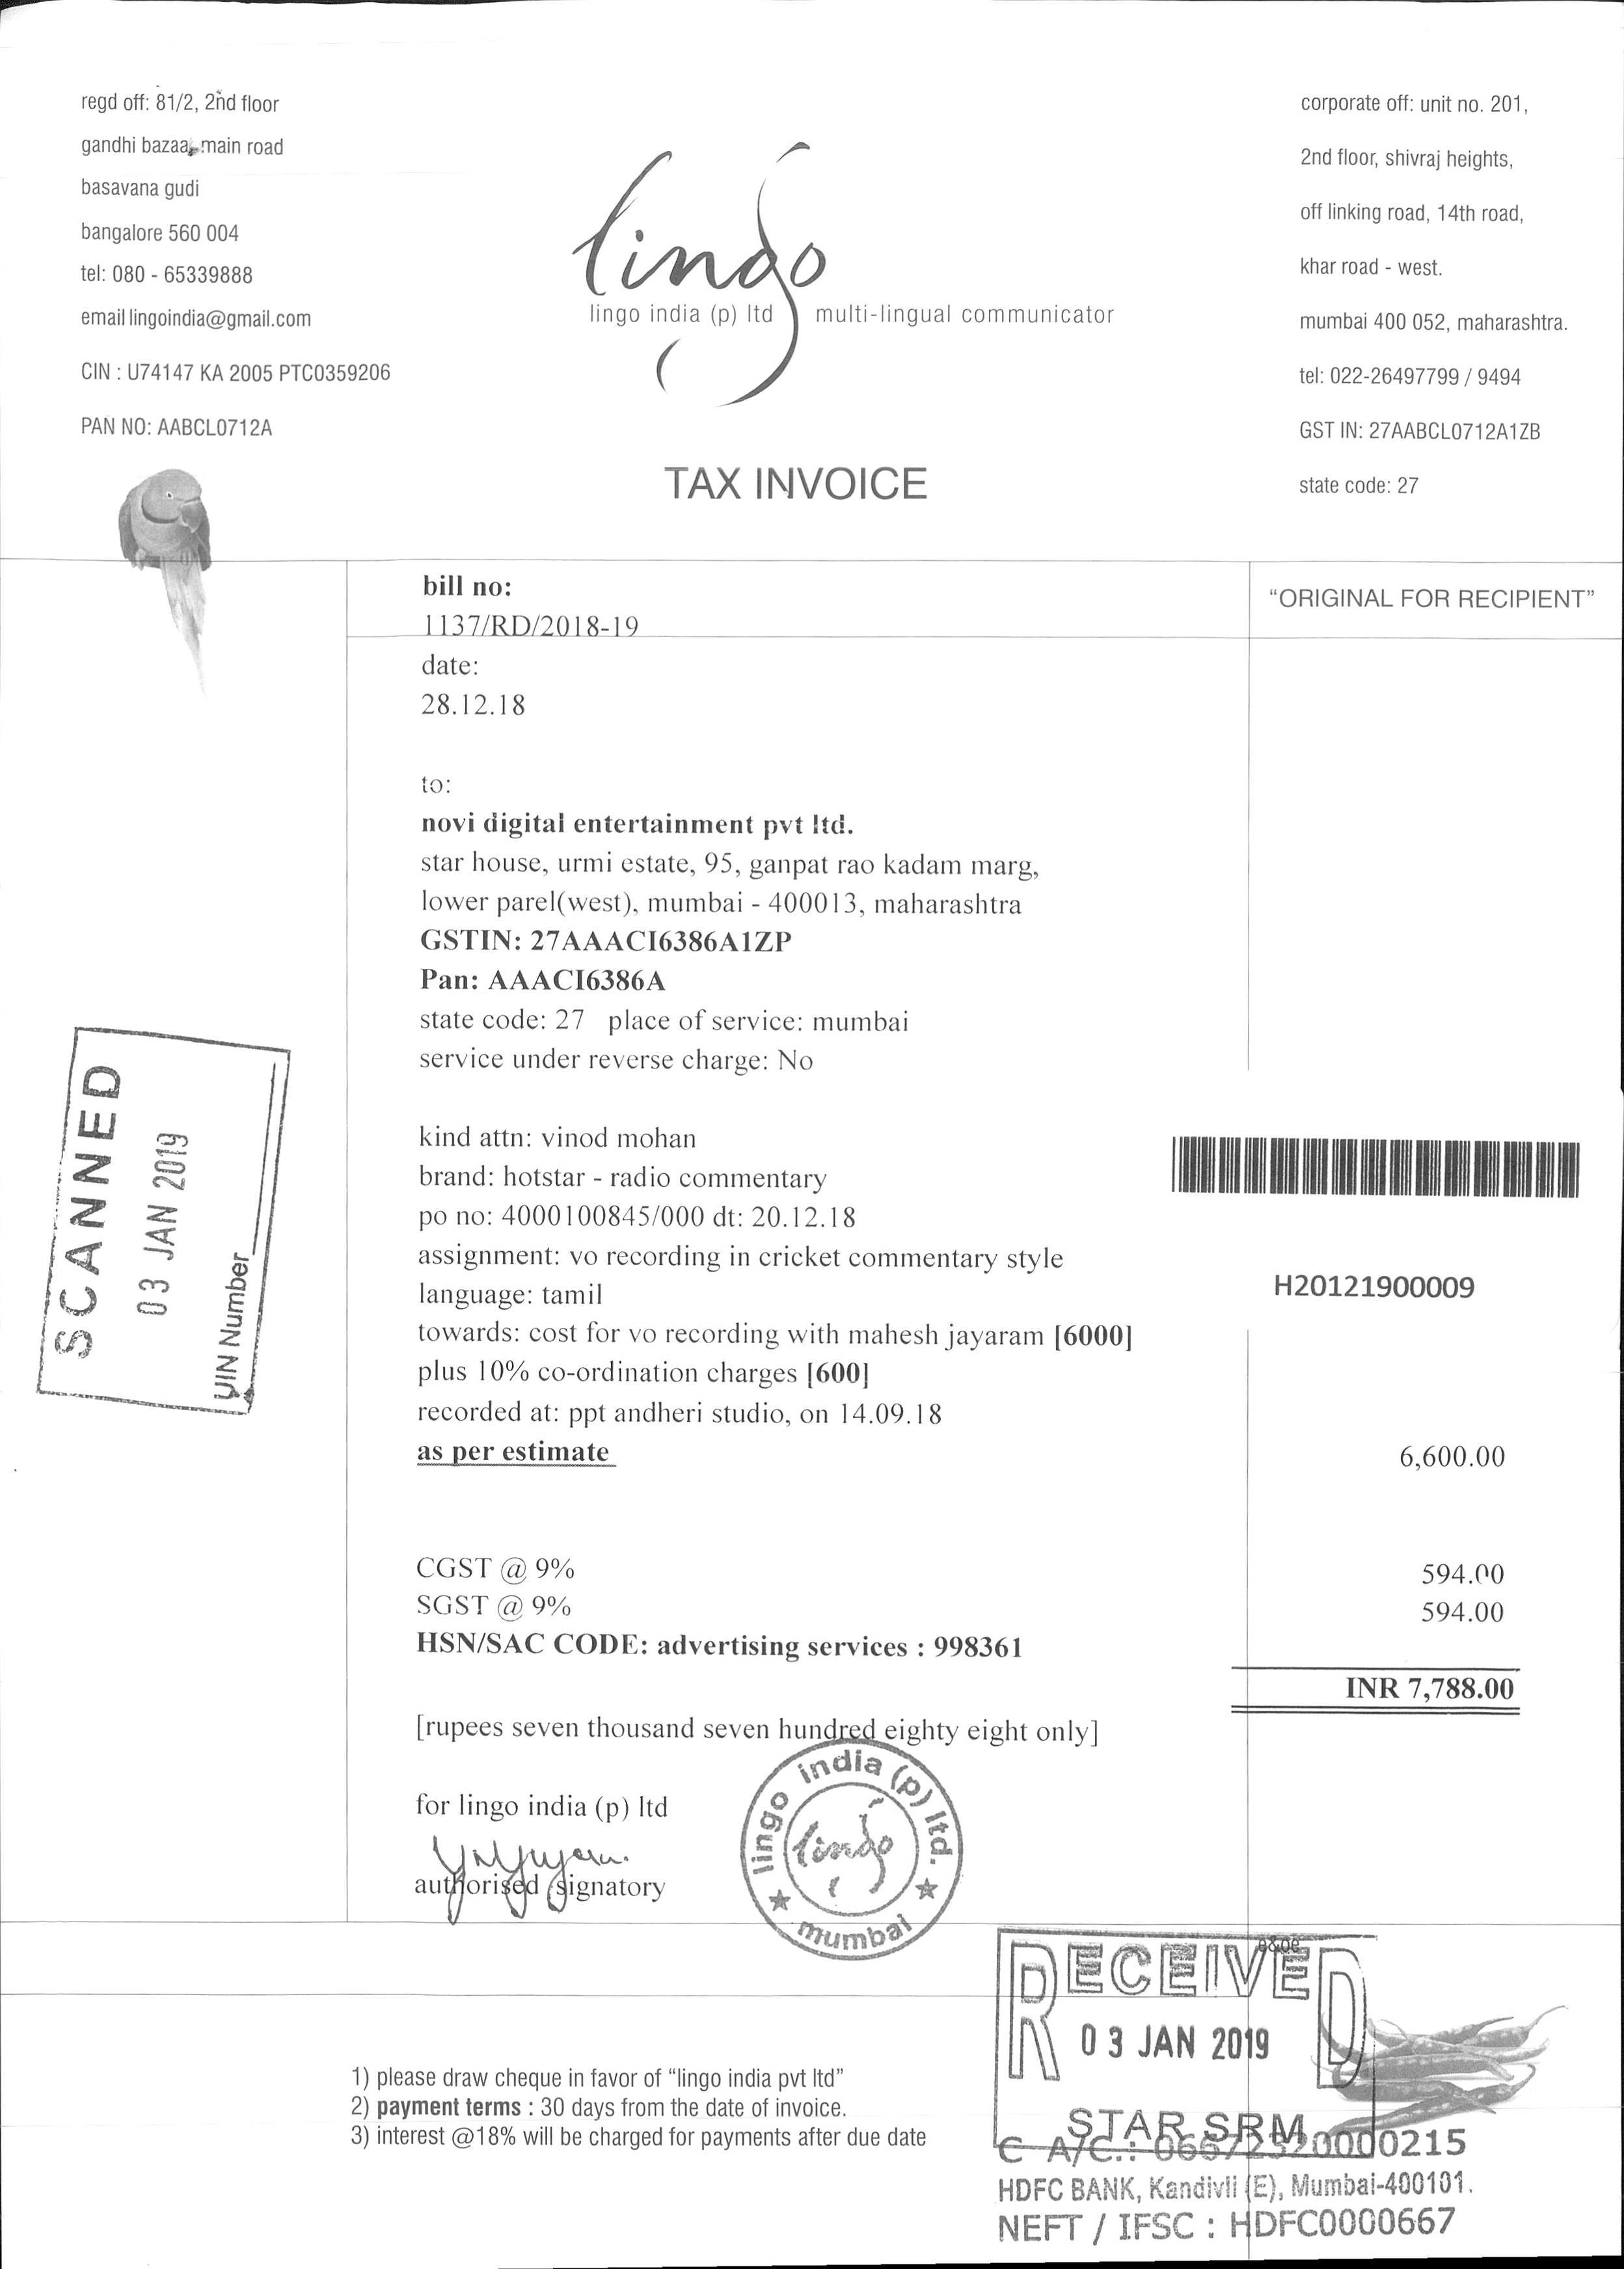 regd off: 81/2, 2nd floor
gandhi bazaar main road
basavana gudi
bangalore 560 004
tel: 080 - 65339888
email lingoindia@gmail.com
CIN : U74147 KA 2005 PTC0359206
PAN NO: AABCL0712A
lingo
lingo india (p) ltd multi-lingual communicator
corporate off: unit no. 201,
2nd floor, shivraj heights,
off linking road, 14th road,
khar road - west.
mumbai 400 052, maharashtra.
tel: 022-26497799 / 9494
GST IN: 27AABCL0712A1ZB
state code: 27
TAX INVOICE
bill no:
1137/RD/2018-19
"ORIGINAL FOR RECIPIENT"
date:
28.12.18
to:
novi digital entertainment pvt ltd.
star house, urmi estate, 95, ganpat rao kadam marg,
lower parel(west), mumbai - 400013, maharashtra
GSTIN: 27AAACI6386A1ZP
Pan: AAACI6386A
state code: 27 place of service: mumbai
service under reverse charge: No
SCANNED
03 JAN 2019
UIN Number
kind attn: vinod mohan
brand: hotstar - radio commentary
po no: 4000100845/000 dt: 20.12.18
assignment: vo recording in cricket commentary style
language: tamil
towards: cost for vo recording with mahesh jayaram [6000]
plus 10% co-ordination charges [600]
recorded at: ppt andheri studio, on 14.09.18
as per estimate 6,600.00
H20121900009
CGST @ 9% 594.00
SGST @ 9% 594.00
HSN/SAC CODE: advertising services : 998361
INR 7,788.00
[rupees seven thousand seven hundred eighty eight only]
for lingo india (p) ltd
authorised signatory
lingo india (p) ltd.
lingo
mumbai
e&oe
RECEIVED
03 JAN 2019
STAR SRM
1) please draw cheque in favor of "lingo india pvt ltd"
2) payment terms : 30 days from the date of invoice.
3) interest @18% will be charged for payments after due date
C A/C.: 06672320000215
HDFC BANK, Kandivli (E), Mumbai-400101.
NEFT / IFSC : HDFC0000667